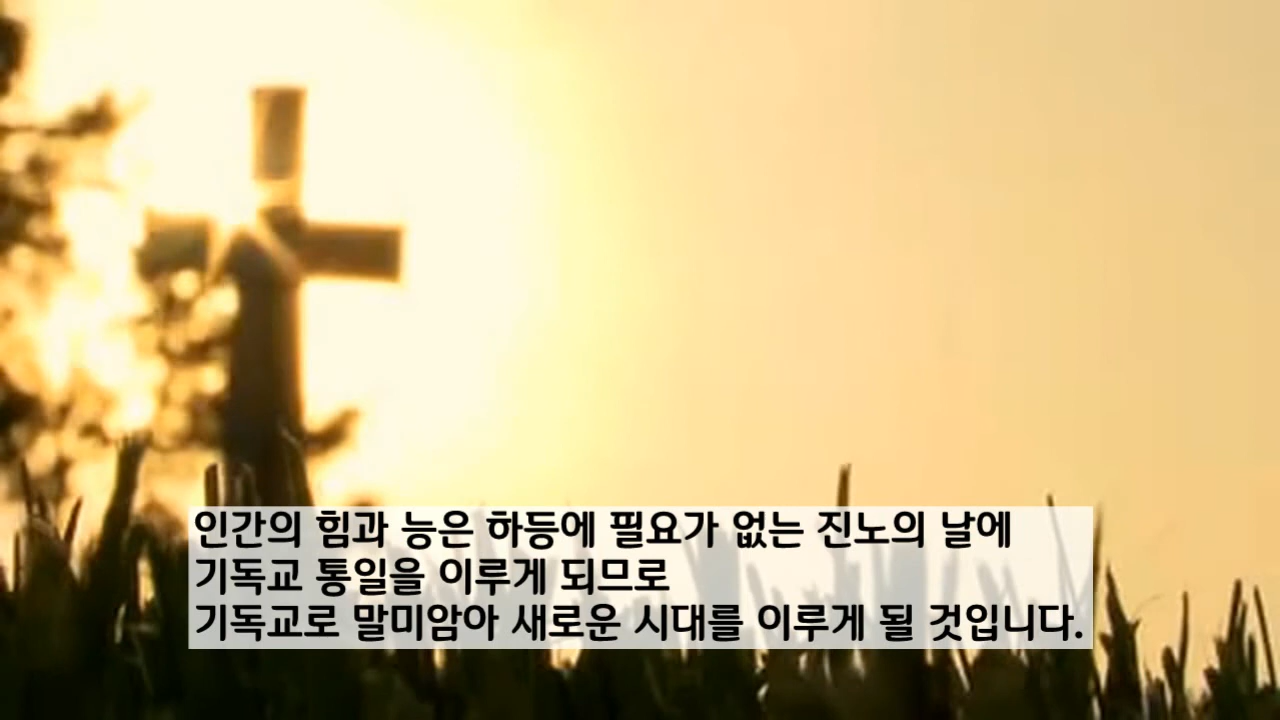 인간의 힘과 능은 하등에 필요가 없는 진노의 날에
기독교 통일을 이루게 되므로
기독교로 말미암아 새로운 시대를 이루게 될 것입니다.